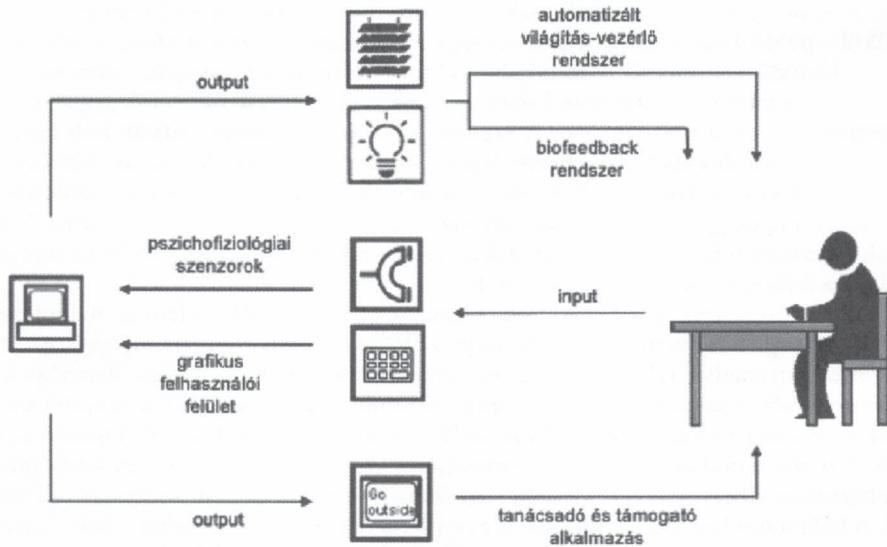 automatizált
világítás-vezérlő
rendszer
output
biofeedback
rendszer
pszichofiziológiai
szenzorok
input
grafikus
felhasználói
felület
Go
outside
output
tanácsadó és támogató
alkalmazás